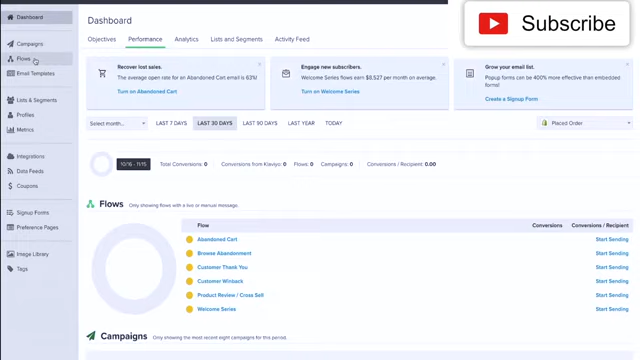 Dashboard
Campaigns
Flows
Email Templates
Lists & Segments
Profiles
Metrics
Integrations
Data Feeds
Coupons
Signup Forms
Preference Pages
Image Library
Tags
Dashboard
Objectives Performance Analytics Lists and Segments Activity Feed
Subscribe
Recover lost sales.
The average open rate for an Abandoned Cart email is 63%!
Turn on Abandoned Cart
Engage new subscribers.
Welcome Series flows earn $8,527 per month on average.
Turn on Welcome Series
Grow your email list.
Popup forms can be 400% more effective than embedded
forms!
Create a Signup Form
Select month... LAST 7 DAYS LAST 30 DAYS LAST 90 DAYS LAST YEAR TODAY Placed Order
10/16 - 11/15 Total Conversions: 0 Conversions from Klaviyo: 0 Flows: 0 Campaigns: 0 Conversions / Recipient: 0.00
Flows Only showing flows with a live or manual message.
Flow Conversions Conversions / Recipient
Abandoned Cart Start Sending
Browse Abandonment Start Sending
Customer Thank You Start Sending
Customer Winback Start Sending
Product Review / Cross Sell Start Sending
Welcome Series Start Sending
Campaigns Only showing the most recent eight campaigns for this period.